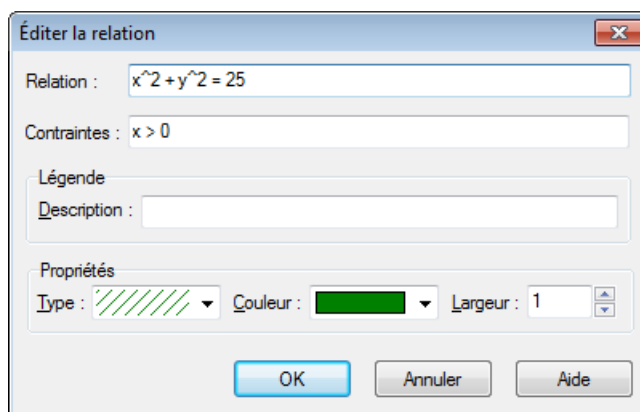 Éditer la relation
Relation : x^2 + y^2 = 25
Contraintes : x > 0
Légende
Description :
Propriétés
Type : Couleur : Largeur : 1
OK Annuler Aide